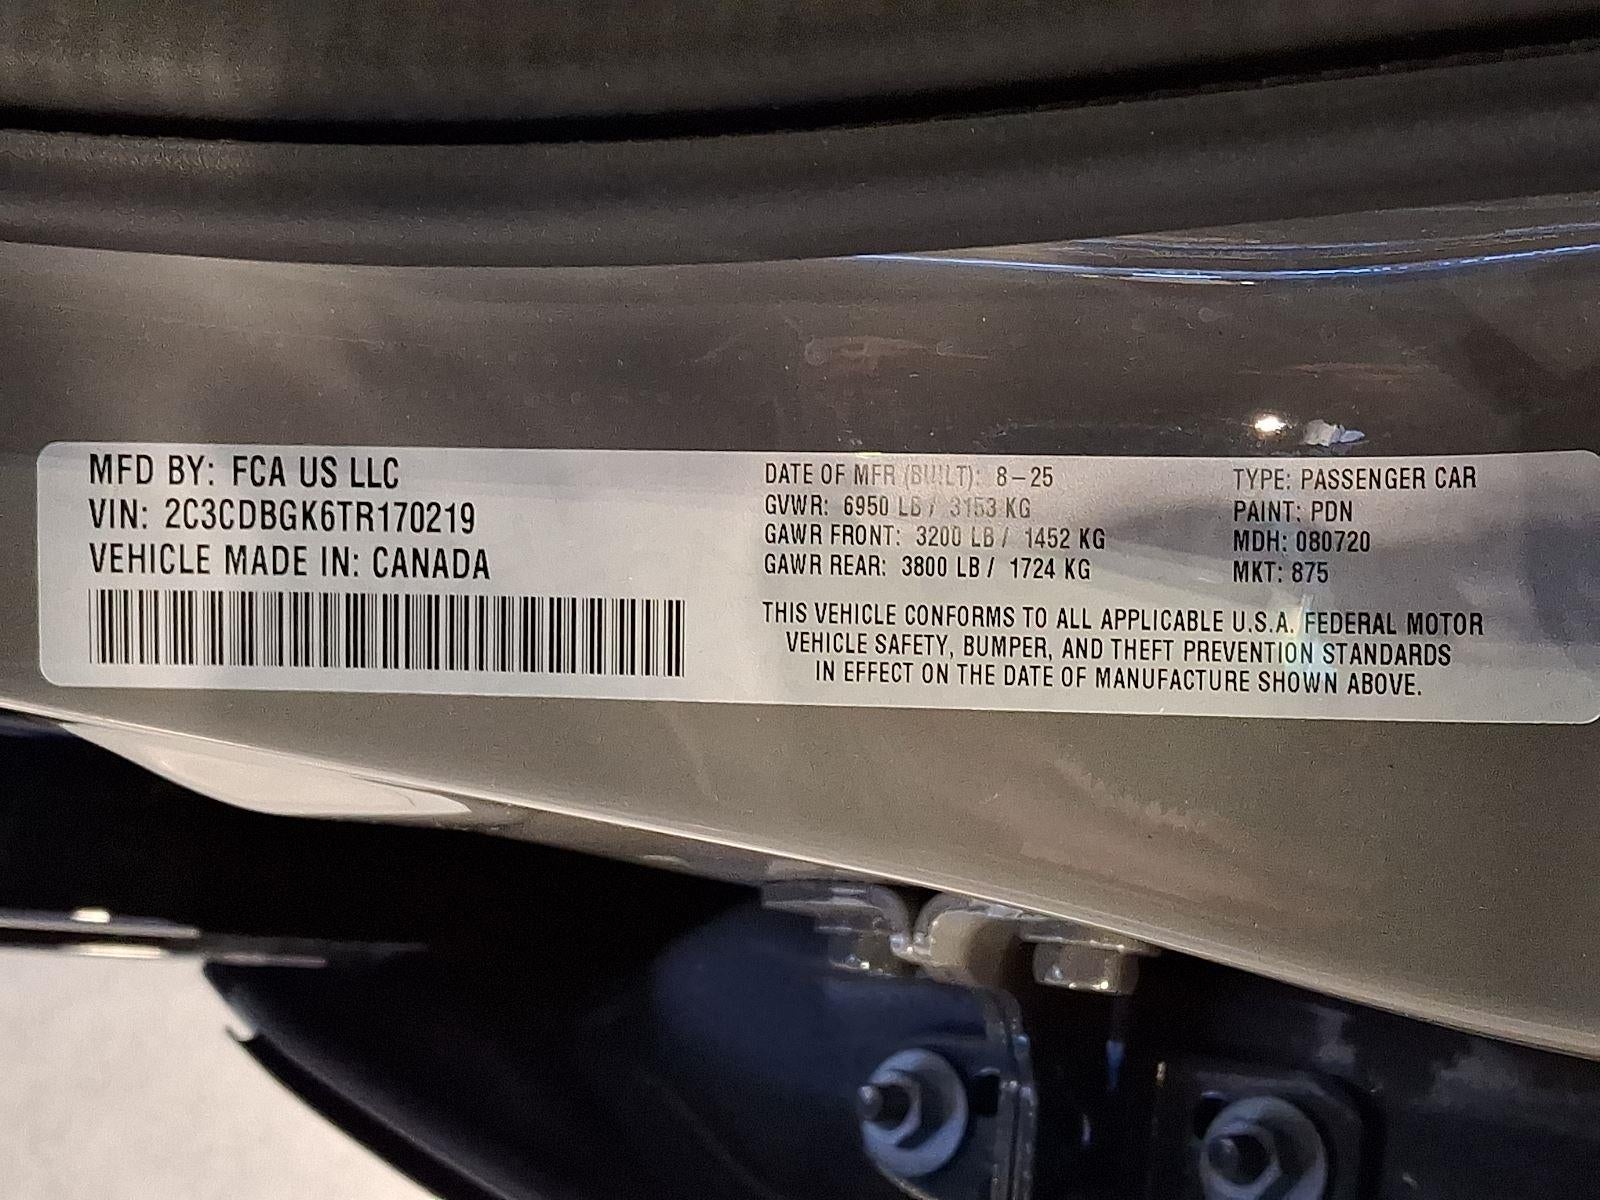 MFD BY: FCA US LLC
VIN: 2C3CDBGK6TR170219
VEHICLE MADE IN: CANADA
DATE OF MFR (BUILT): 8-25
GVWR: 6950 LB / 3153 KG
GAWR FRONT: 3200 LB / 1452 KG
GAWR REAR: 3800 LB / 1724 KG
TYPE: PASSENGER CAR
PAINT: PDN
MDH: 080720
MKT: 875
THIS VEHICLE CONFORMS TO ALL APPLICABLE U.S.A. FEDERAL MOTOR
VEHICLE SAFETY, BUMPER, AND THEFT PREVENTION STANDARDS
IN EFFECT ON THE DATE OF MANUFACTURE SHOWN ABOVE.